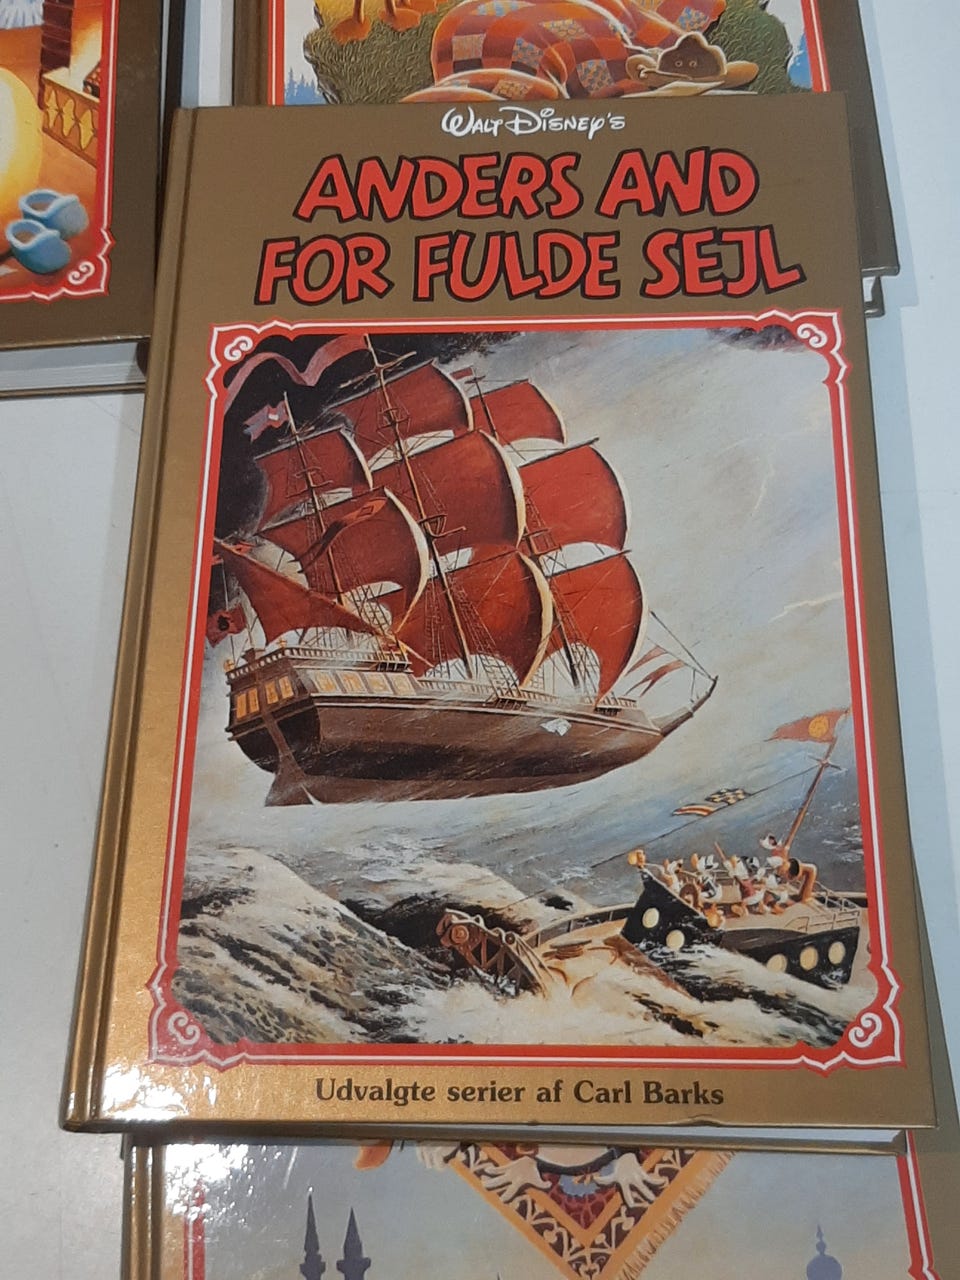 WALT DISNEY'S
ANDERS AND
FOR FULDE SEJL
Udvalgte serier af Carl Barks